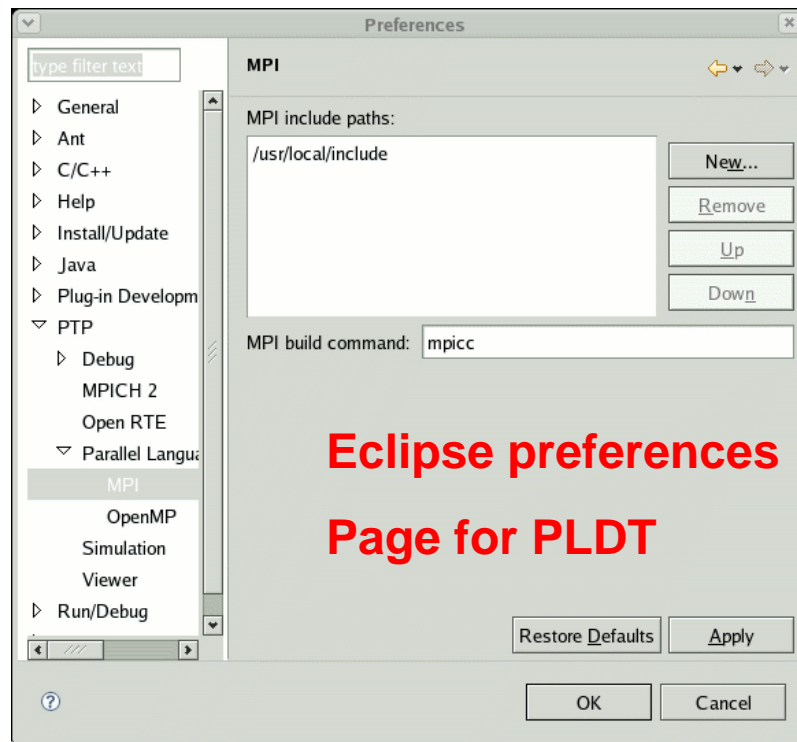 Preferences
type filter text
General
Ant
C/C++
Help
Install/Update
Java
Plug-in Developm
PTP
Debug
MPICH 2
Open RTE
Parallel Langua
MPI
OpenMP
Simulation
Viewer
Run/Debug
MPI
MPI include paths:
/usr/local/include
New...
Remove
Up
Down
MPI build command: mpicc
Eclipse preferences
Page for PLDT
Restore Defaults Apply
? OK Cancel